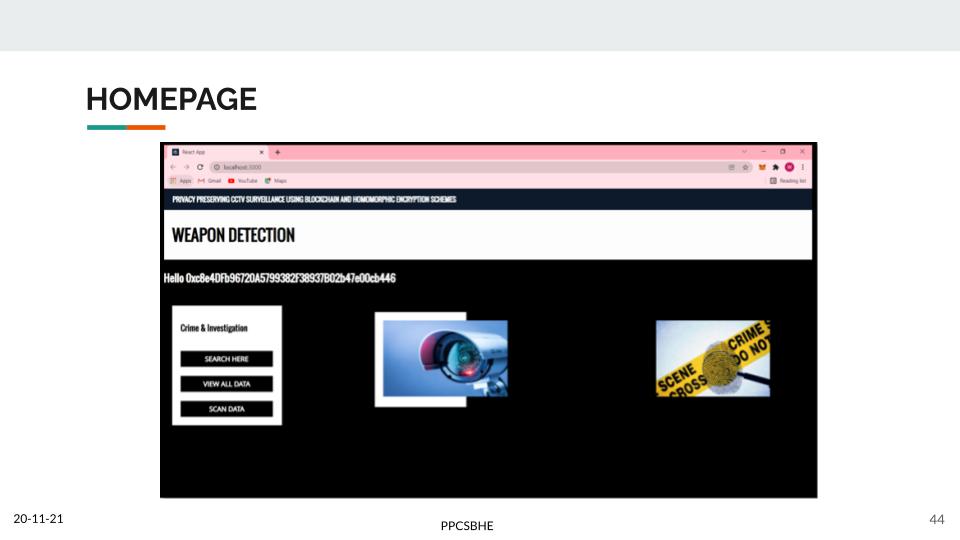 HOMEPAGE
React App
localhost:3000
Apps Gmail YouTube Maps Reading list
PRIVACY PRESERVING CCTV SURVEILLANCE USING BLOCKCHAIN AND HOMOMORPHIC ENCRYPTION SCHEMES
WEAPON DETECTION
Hello 0xc8e4DFb96720A5799382F38937B02b47e00cb446
Crime & Investigation
SEARCH HERE
VIEW ALL DATA
SCAN DATA
CRIME S
DO NOT
SCENE
CROSS
20-11-21
PPCSBHE
44